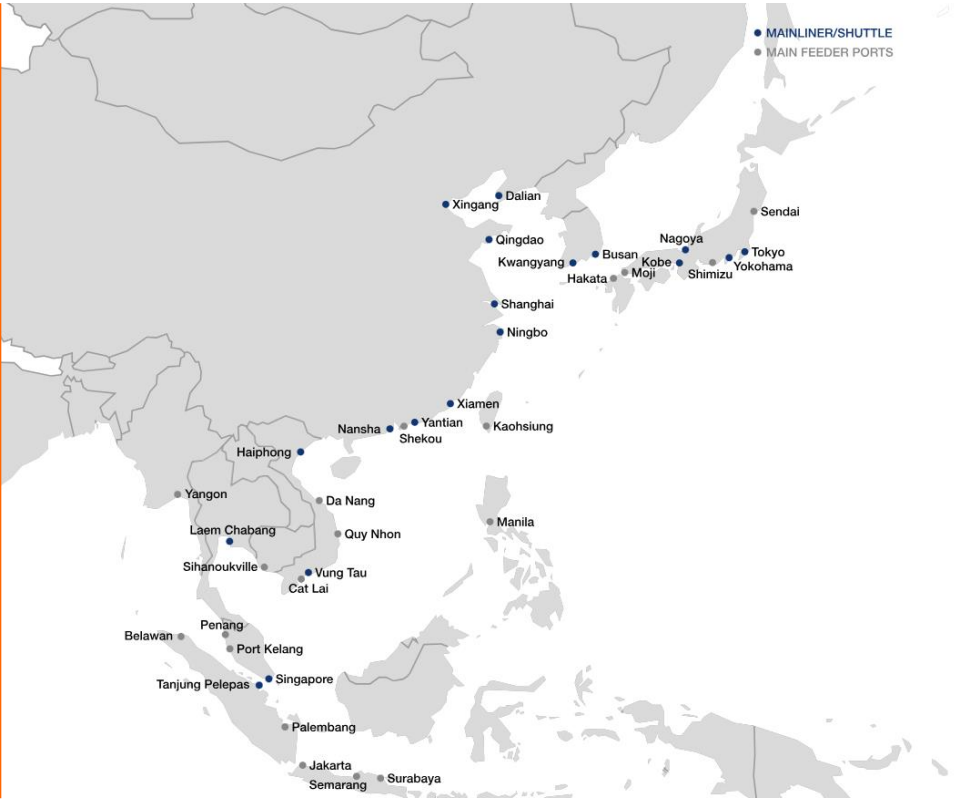 MAINLINER/SHUTTLE
MAIN FEEDER PORTS
Dalian
Xingang
Sendai
Qingdao
Nagoya
Busan
Tokyo
Kwangyang
Kobe
Yokohama
Hakata
Moji
Shimizu
Shanghai
Ningbo
Xiamen
Yantian
Nansha
Shekou
Kaohsiung
Haiphong
Yangon
Da Nang
Manila
Laem Chabang
Quy Nhon
Sihanoukville
Vung Tau
Cat Lai
Penang
Belawan
Port Kelang
Singapore
Tanjung Pelepas
Palembang
Jakarta
Semarang
Surabaya